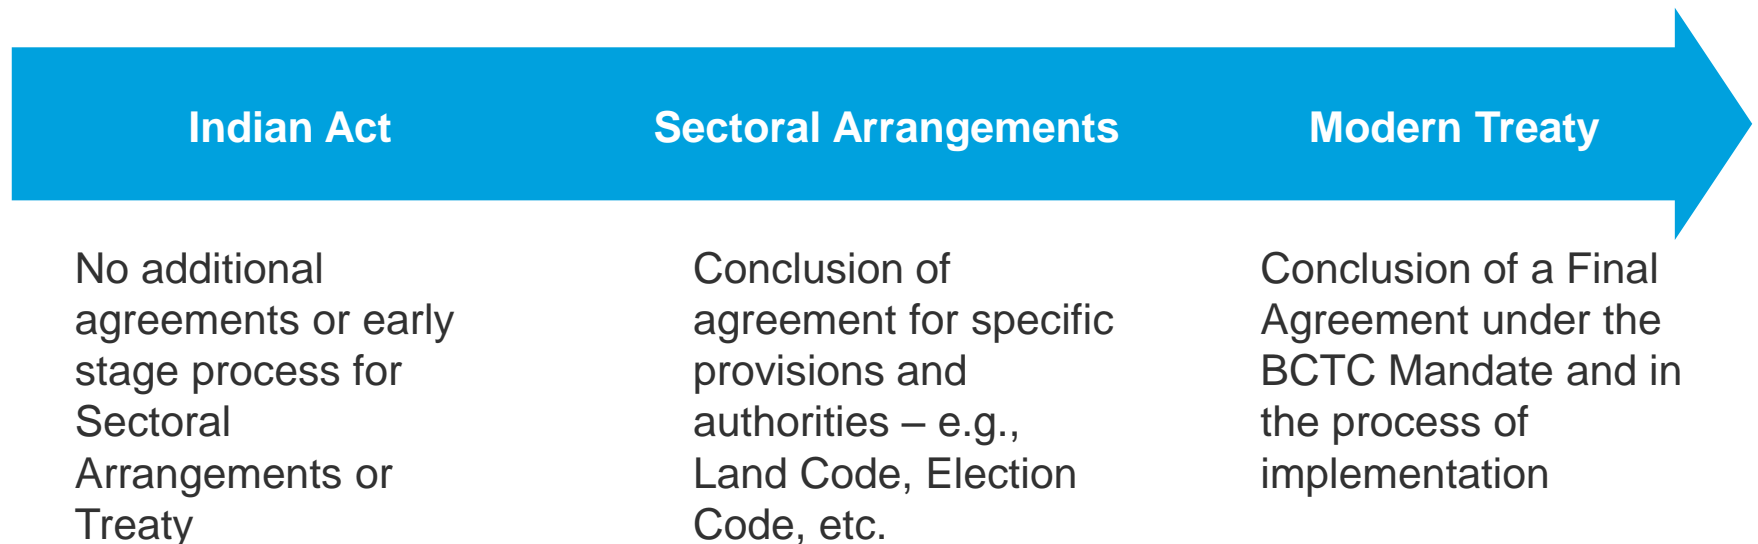 Indian Act
Sectoral Arrangements
Modern Treaty
No additional
agreements or early
stage process for
Sectoral
Arrangements or
Treaty
Conclusion of
agreement for specific
provisions and
authorities – e.g.,
Land Code, Election
Code, etc.
Conclusion of a Final
Agreement under the
BCTC Mandate and in
the process of
implementation